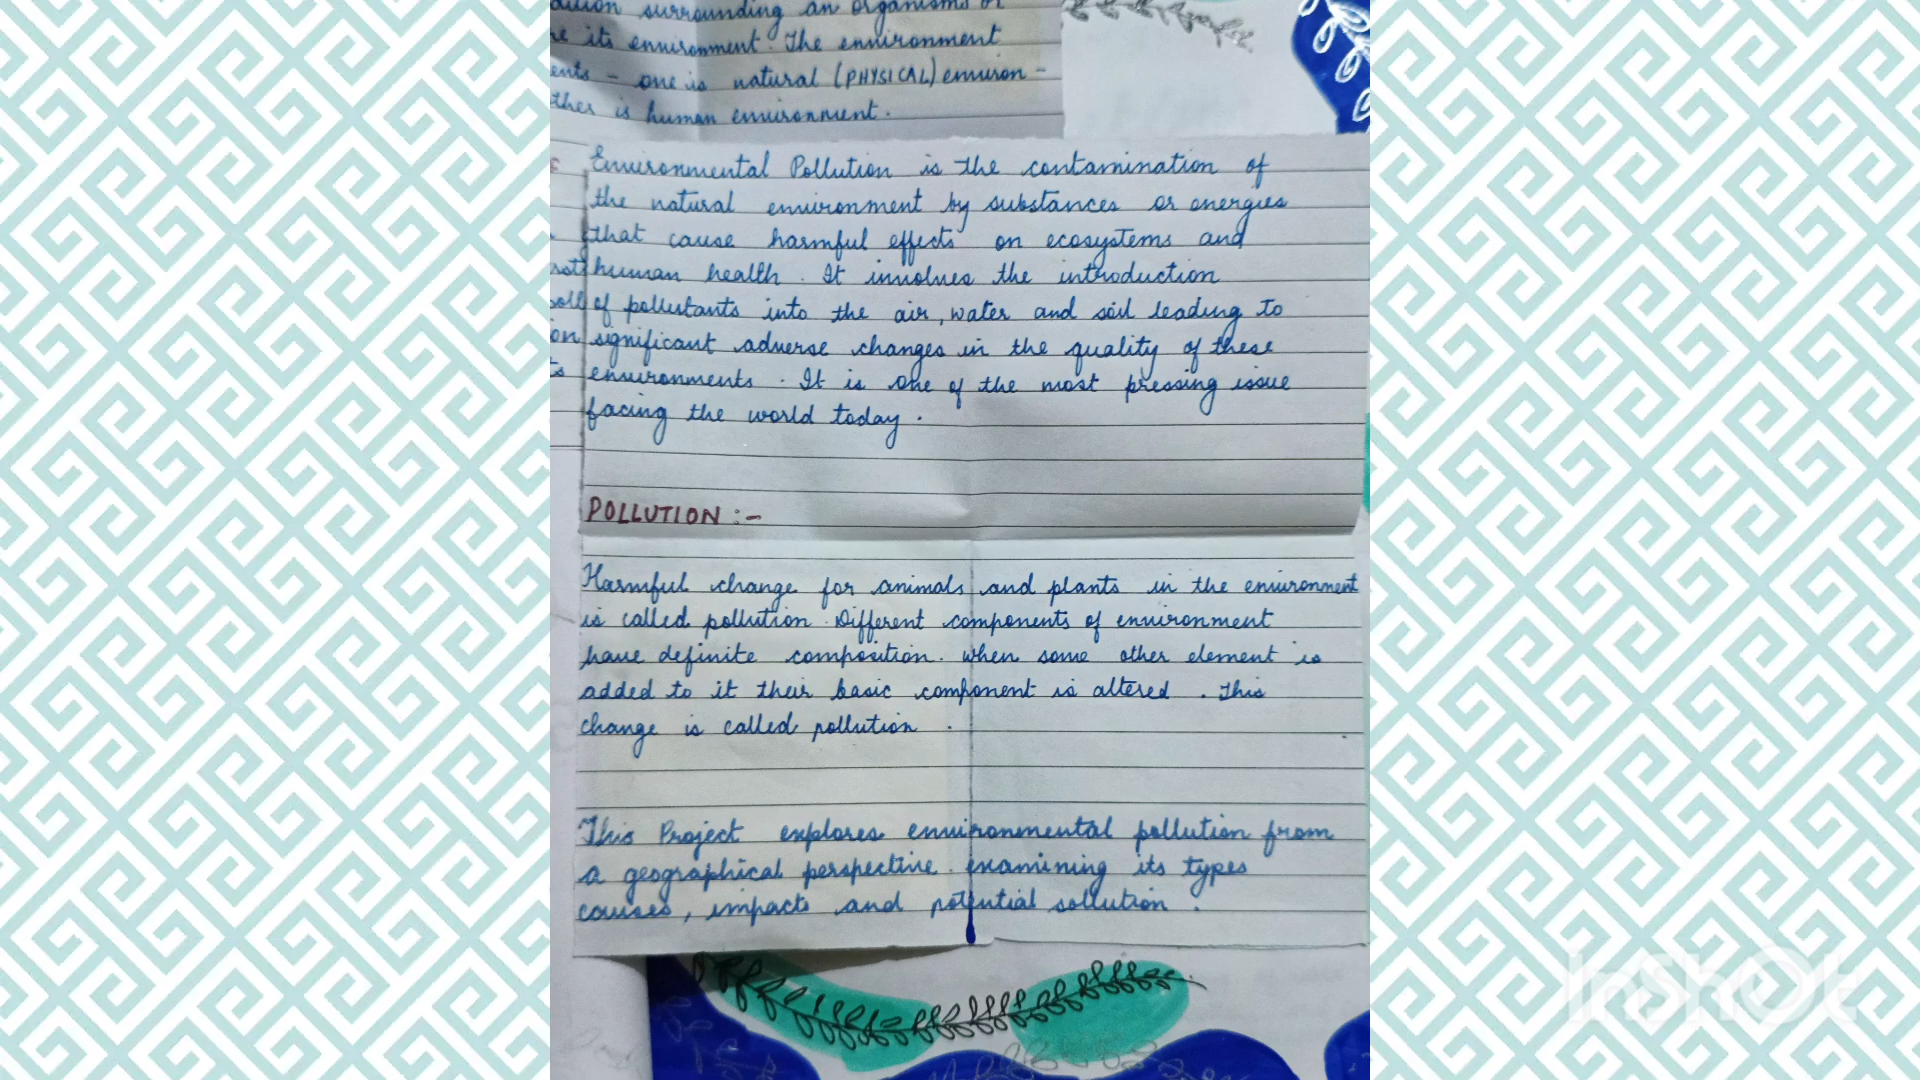 surrounding an organisms or
its environment. The environment
ents - one is natural (PHYSICAL) environ -
ther is human environment.
Environmental Pollution is the contamination of
the natural environment by substances or energies
that cause harmful effects on ecosystems and
human health. It involves the introduction
of pollutants into the air, water and soil leading to
significant adverse changes in the quality of these
environments. It is one of the most pressing issue
facing the world today.
POLLUTION :-
Harmful change for animals and plants in the environment
is called pollution. Different components of environment
have definite composition. When some other element is
added to it their basic component is altered. This
change is called pollution.
This Project explores environmental pollution from
a geographical perspective. examining its types
causes, impacts and potential sollution.
InShOt